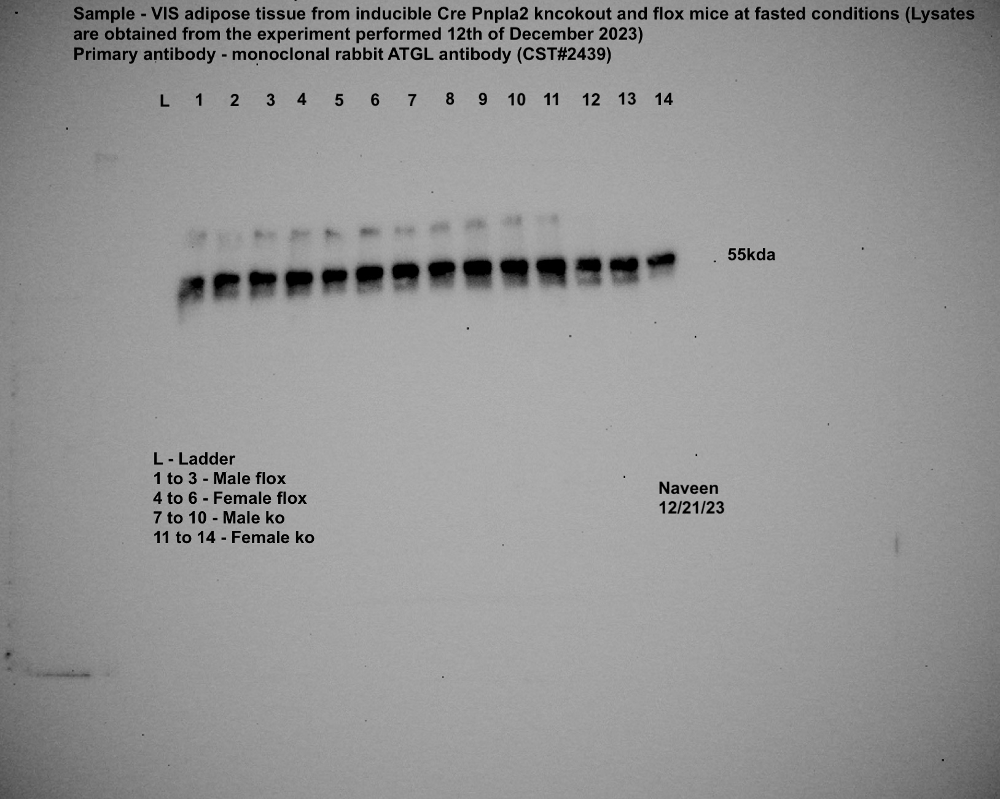 Sample - VIS adipose tissue from inducible Cre Pnpla2 kncokout and flox mice at fasted conditions (Lysates
are obtained from the experiment performed 12th of December 2023)
Primary antibody - monoclonal rabbit ATGL antibody (CST#2439)
L 1 2 3 4 5 6 7 8 9 10 11 12 13 14
55kda
L - Ladder
1 to 3 - Male flox
4 to 6 - Female flox
7 to 10 - Male ko
11 to 14 - Female ko
Naveen
12/21/23